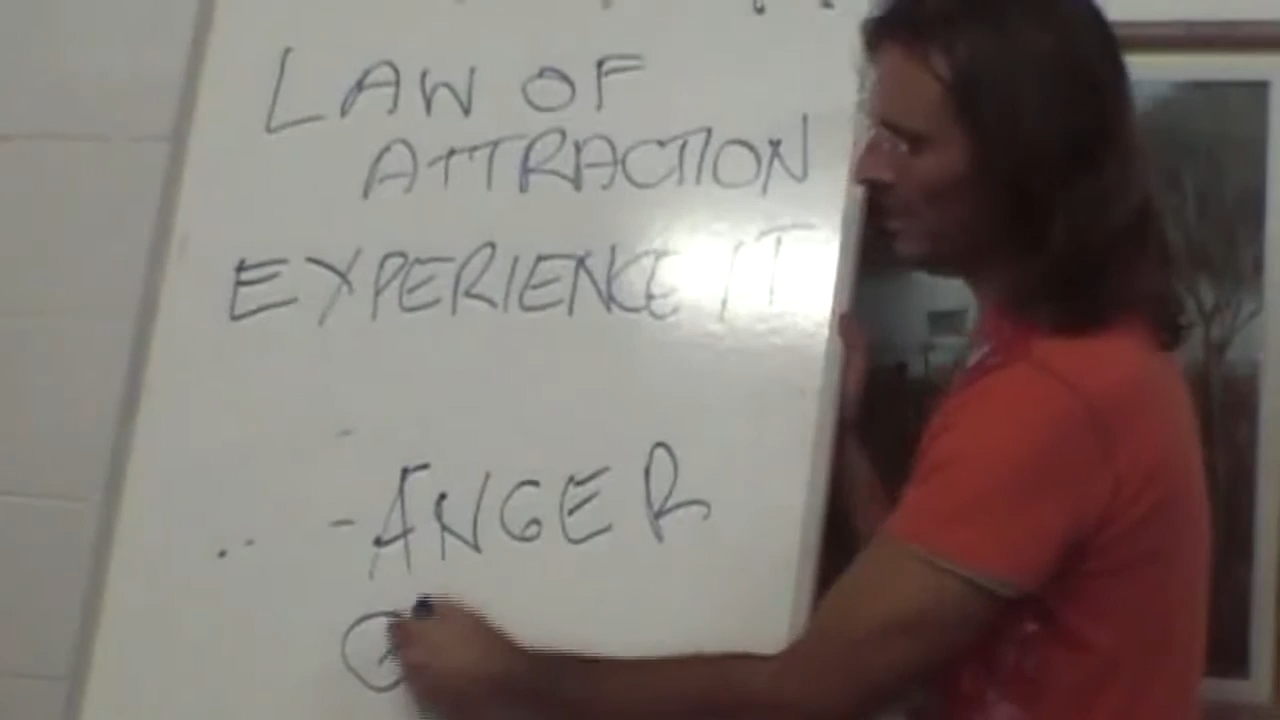 LAW OF
ATTRACTION
EXPERIENCE IT
- ANGER